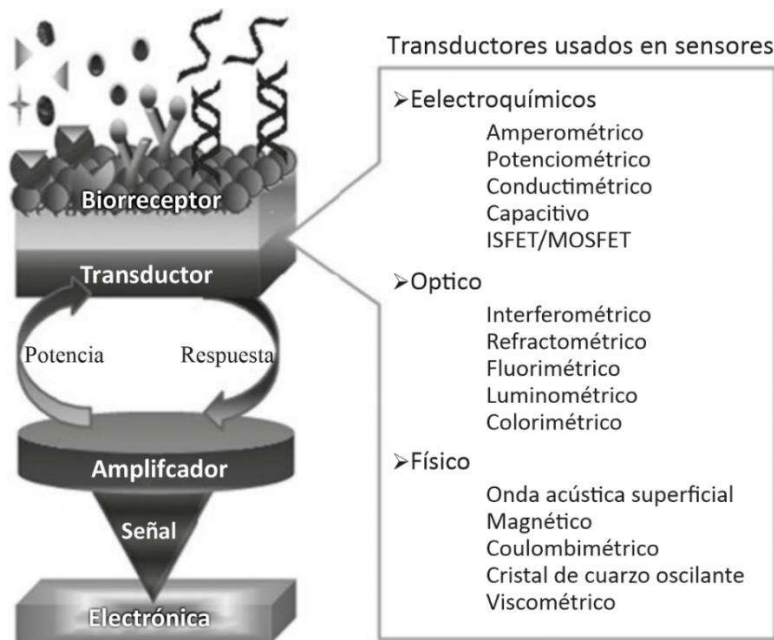 Biorreceptor
Transductor
Potencia
Respuesta
Amplifcador
Señal
Electrónica
Transductores usados en sensores
➢Eelectroquímicos
Amperométrico
Potenciométrico
Conductimétrico
Capacitivo
ISFET/MOSFET
➢Optico
Interferométrico
Refractométrico
Fluorimétrico
Luminométrico
Colorimétrico
➢Físico
Onda acústica superficial
Magnético
Coulombimétrico
Cristal de cuarzo oscilante
Viscométrico